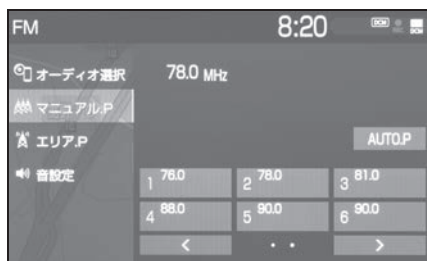 FM 8:20 DCM DCM
オーディオ選択 78.0 MHz
マニュアル.P
エリア.P AUTO.P
音設定
1 76.0 2 78.0 3 81.0
4 88.0 5 90.0 6 90.0
< • • >